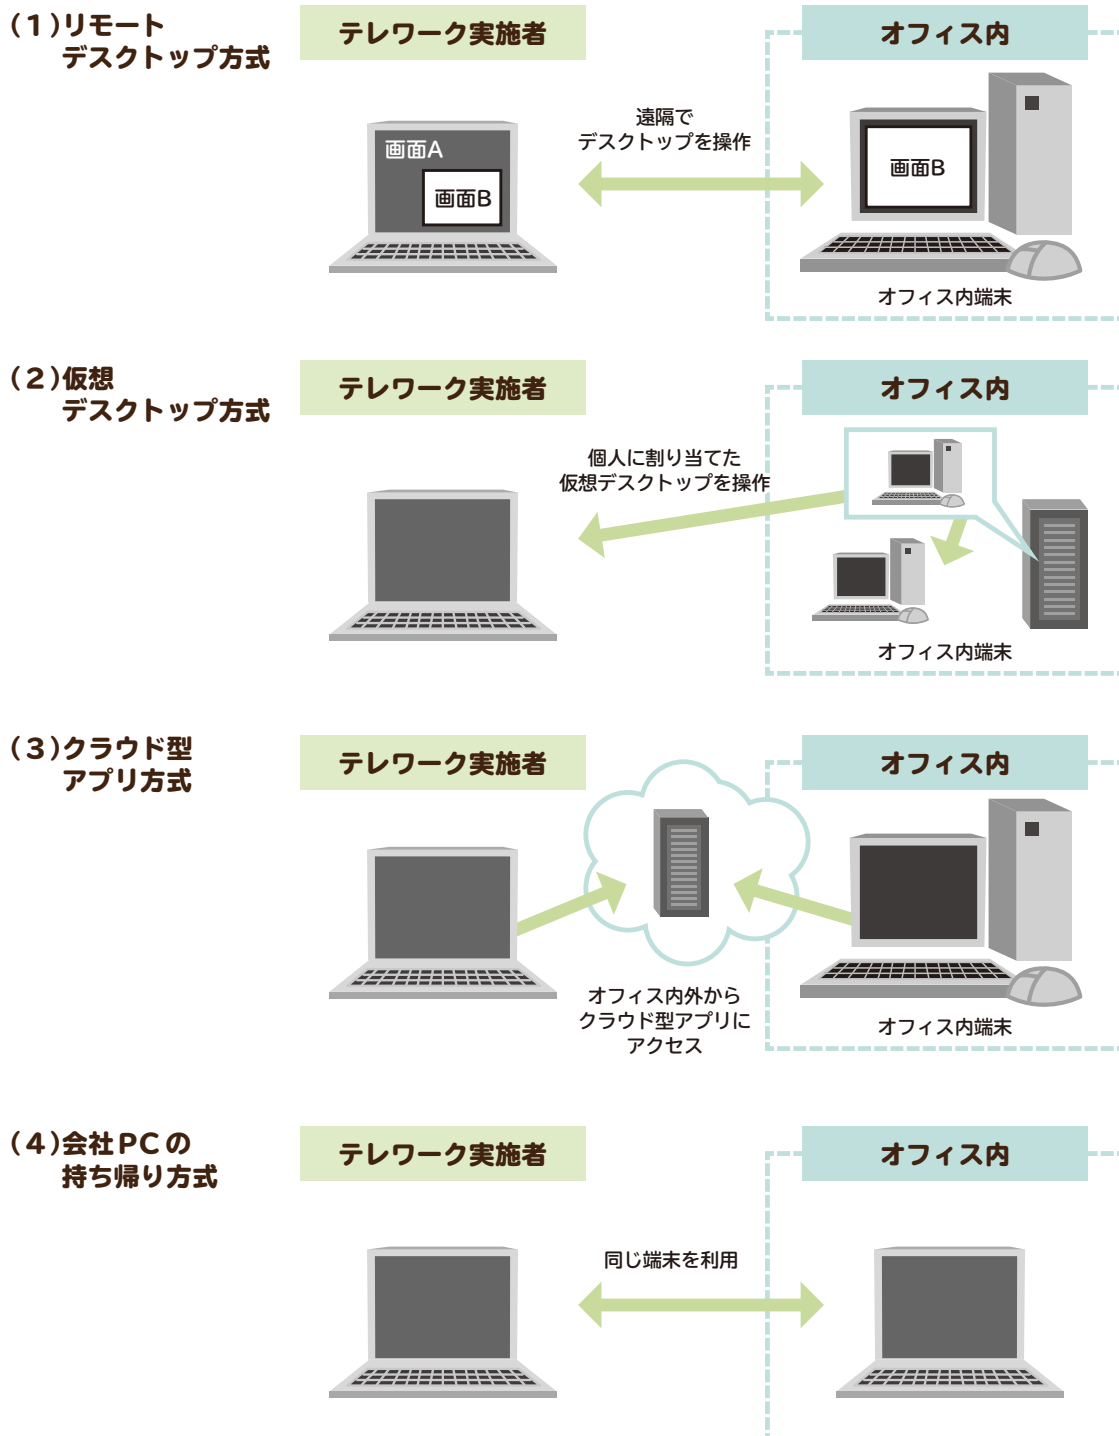 (1)リモート
デスクトップ方式
テレワーク実施者
オフィス内
遠隔で
デスクトップを操作
画面A
画面B
画面B
オフィス内端末
(2)仮想
デスクトップ方式
テレワーク実施者
オフィス内
個人に割り当てた
仮想デスクトップを操作
オフィス内端末
(3)クラウド型
アプリ方式
テレワーク実施者
オフィス内
オフィス内外から
クラウド型アプリに
アクセス
オフィス内端末
(4)会社PCの
持ち帰り方式
テレワーク実施者
オフィス内
同じ端末を利用